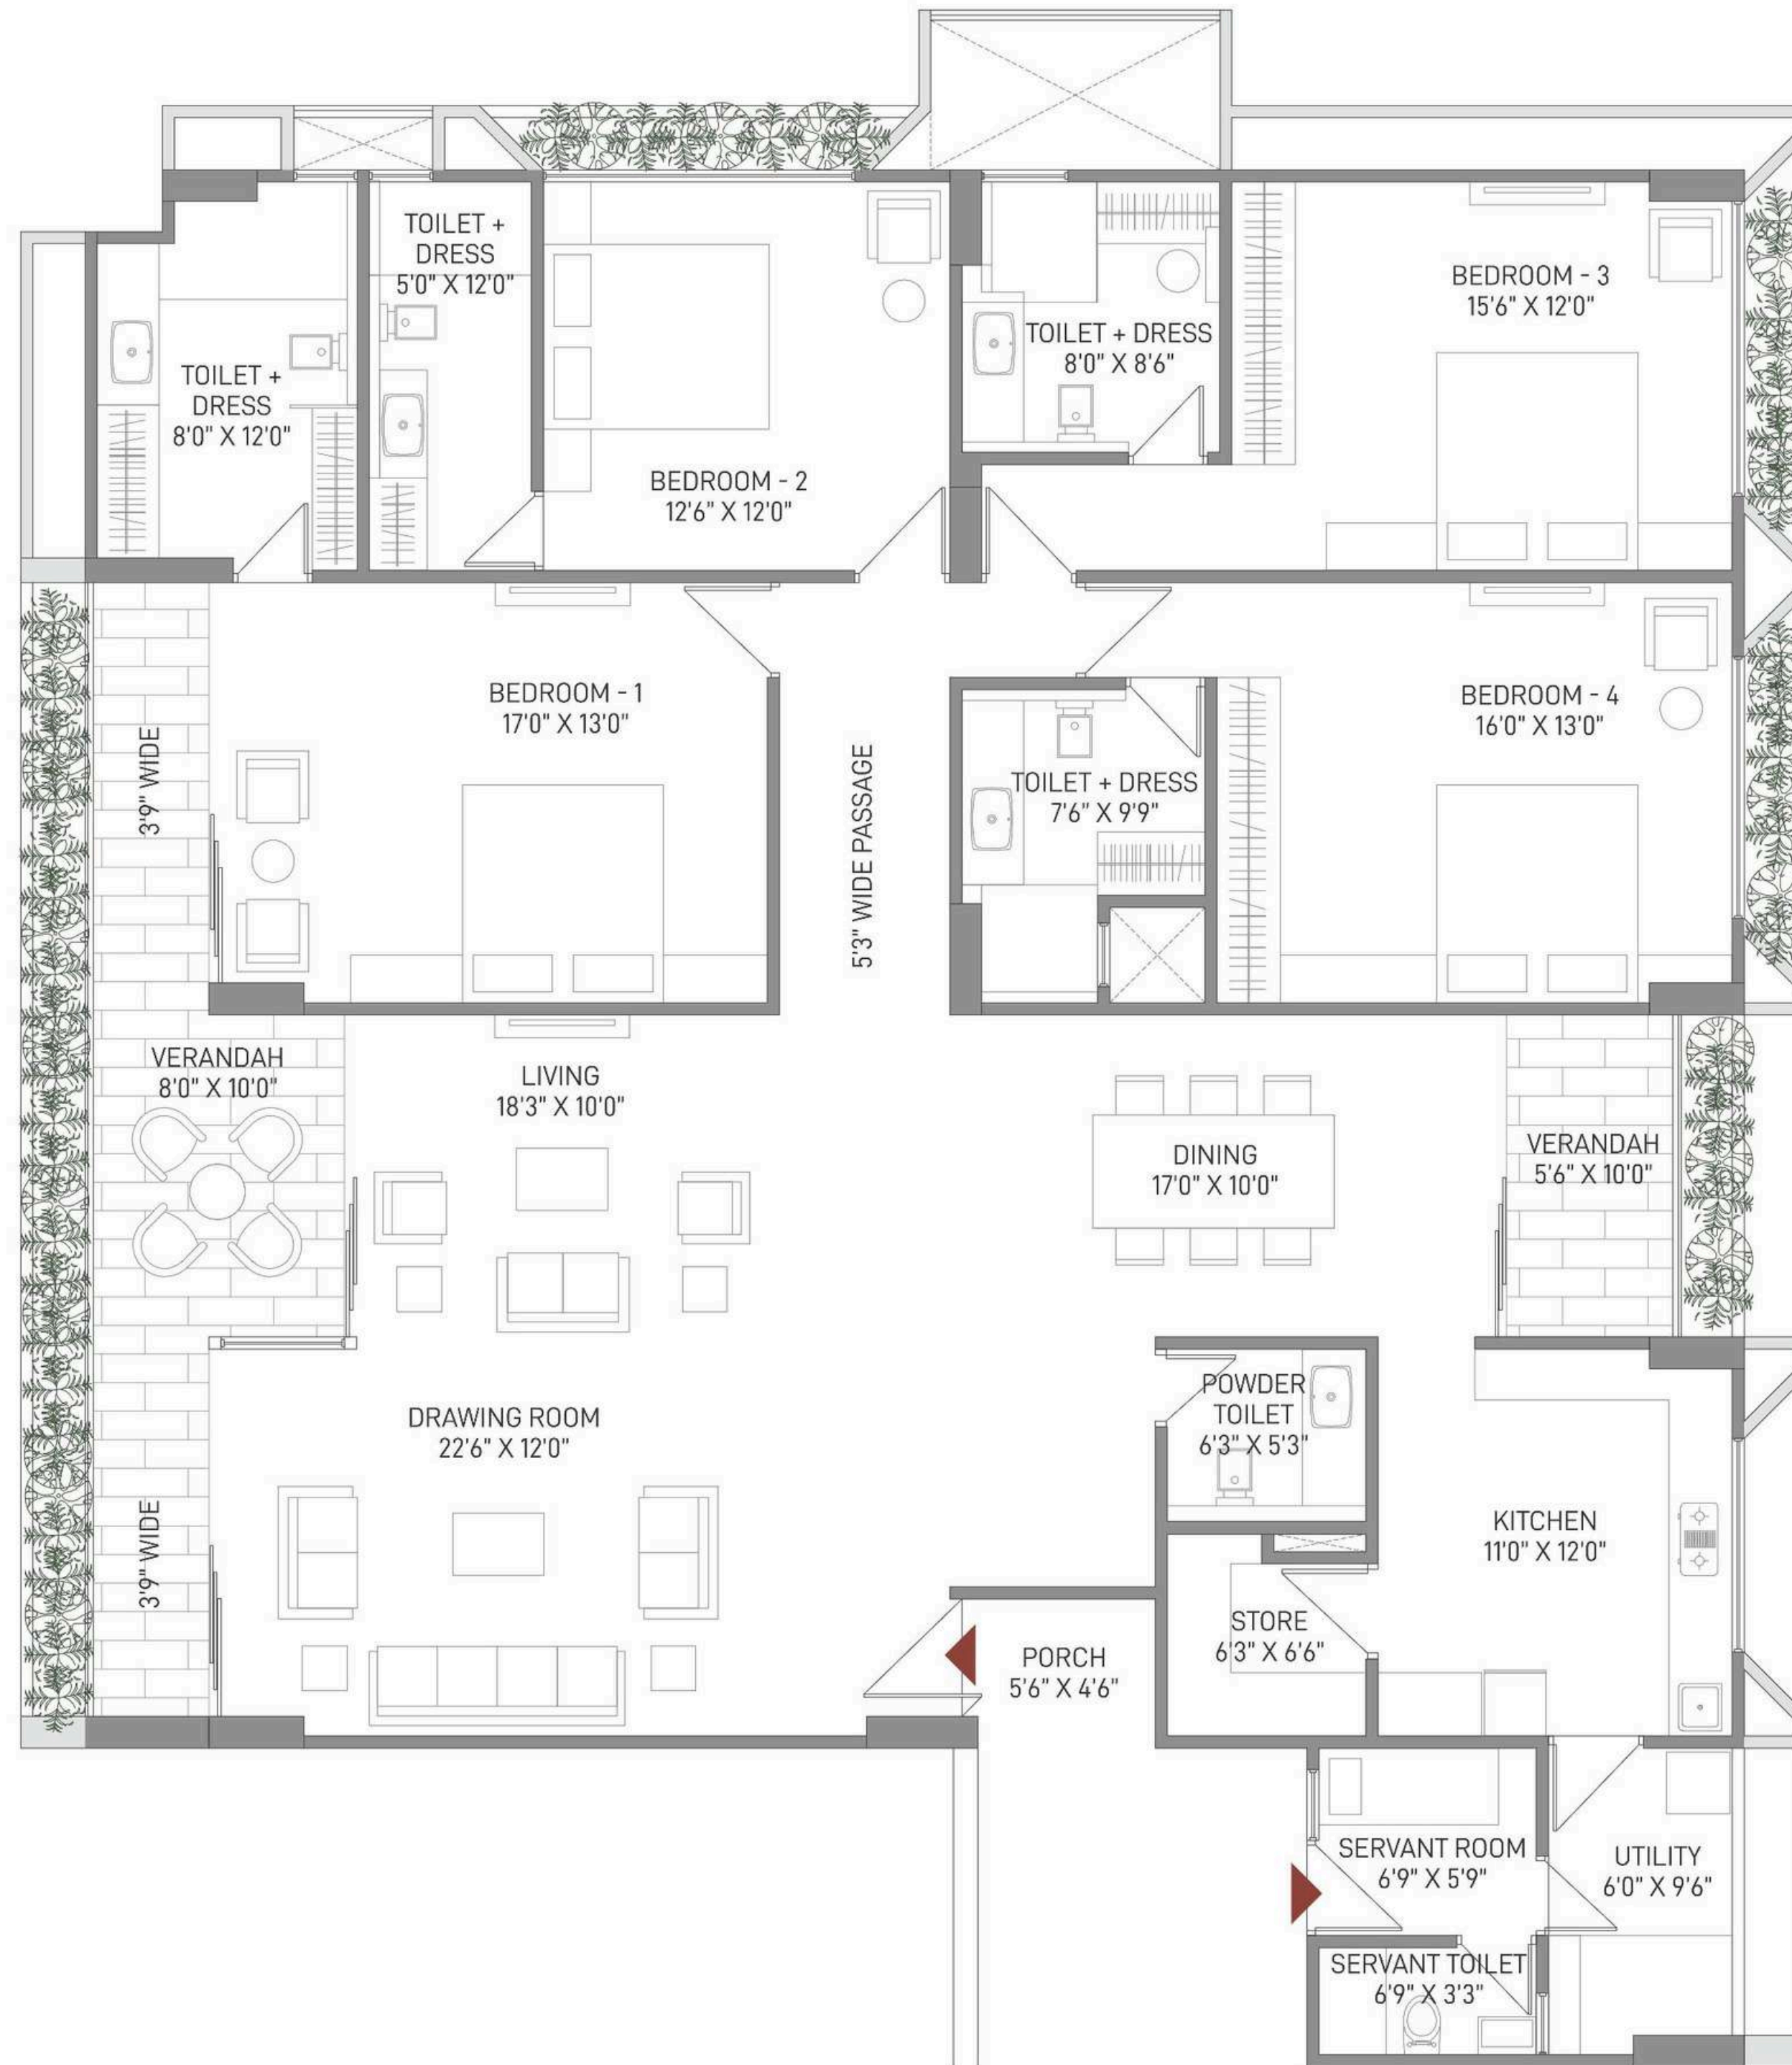 TOILET +
DRESS
5'0" X 12'0"
TOILET +
DRESS
8'0" X 12'0"
BEDROOM - 2
12'6" X 12'0"
TOILET + DRESS
8'0" X 8'6"
BEDROOM - 3
15'6" X 12'0"
3'9" WIDE
BEDROOM - 1
17'0" X 13'0"
5'3" WIDE PASSAGE
TOILET + DRESS
7'6" X 9'9"
BEDROOM - 4
16'0" X 13'0"
VERANDAH
8'0" X 10'0"
LIVING
18'3" X 10'0"
DINING
17'0" X 10'0"
VERANDAH
5'6" X 10'0"
3'9" WIDE
DRAWING ROOM
22'6" X 12'0"
POWDER
TOILET
6'3" X 5'3"
KITCHEN
11'0" X 12'0"
STORE
6'3" X 6'6"
PORCH
5'6" X 4'6"
SERVANT ROOM
6'9" X 5'9"
UTILITY
6'0" X 9'6"
SERVANT TOILET
6'9" X 3'3"